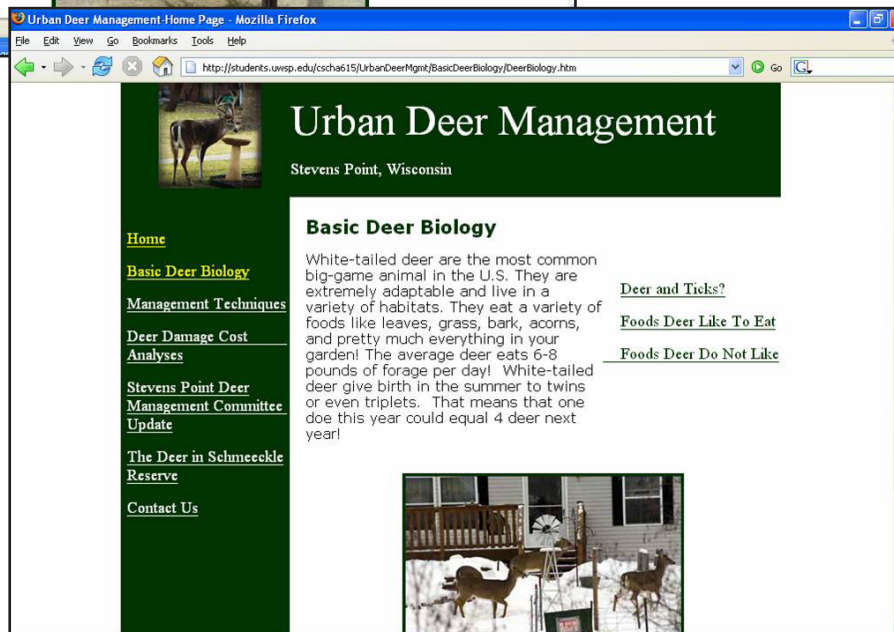 Urban Deer Management-Home Page - Mozilla Firefox
File Edit View Go Bookmarks Tools Help
http://students.uwsp.edu/cscha615/UrbanDeerMgmt/BasicDeerBiology/DeerBiology.htm
Go
G
Urban Deer Management
Stevens Point, Wisconsin
Home
Basic Deer Biology
Management Techniques
Deer Damage Cost
Analyses
Stevens Point Deer
Management Committee
Update
The Deer in Schmeeckle
Reserve
Contact Us
Basic Deer Biology
White-tailed deer are the most common
big-game animal in the U.S. They are
extremely adaptable and live in a
variety of habitats. They eat a variety of
foods like leaves, grass, bark, acorns,
and pretty much everything in your
garden! The average deer eats 6-8
pounds of forage per day! White-tailed
deer give birth in the summer to twins
or even triplets. That means that one
doe this year could equal 4 deer next
year!
Deer and Ticks?
Foods Deer Like To Eat
Foods Deer Do Not Like